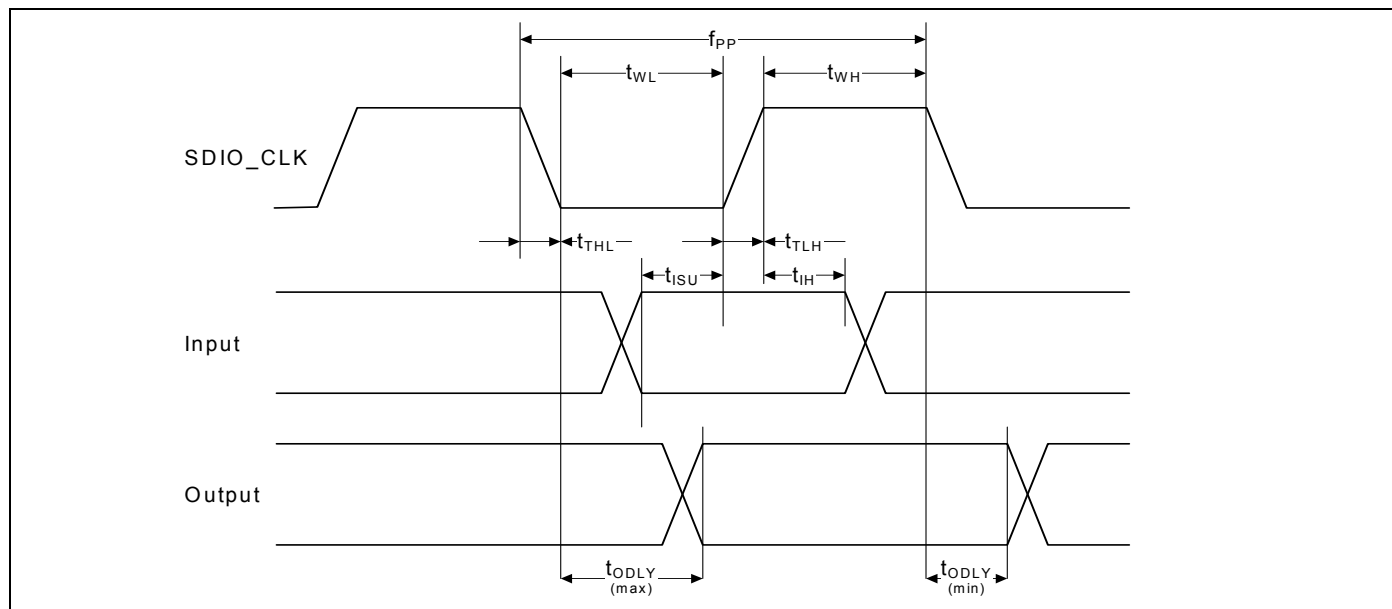 fPP
tWL
tWH
SDIO_CLK
tTHL
tTLH
tISU
tIH
Input
Output
tODLY
(max)
tODLY
(min)